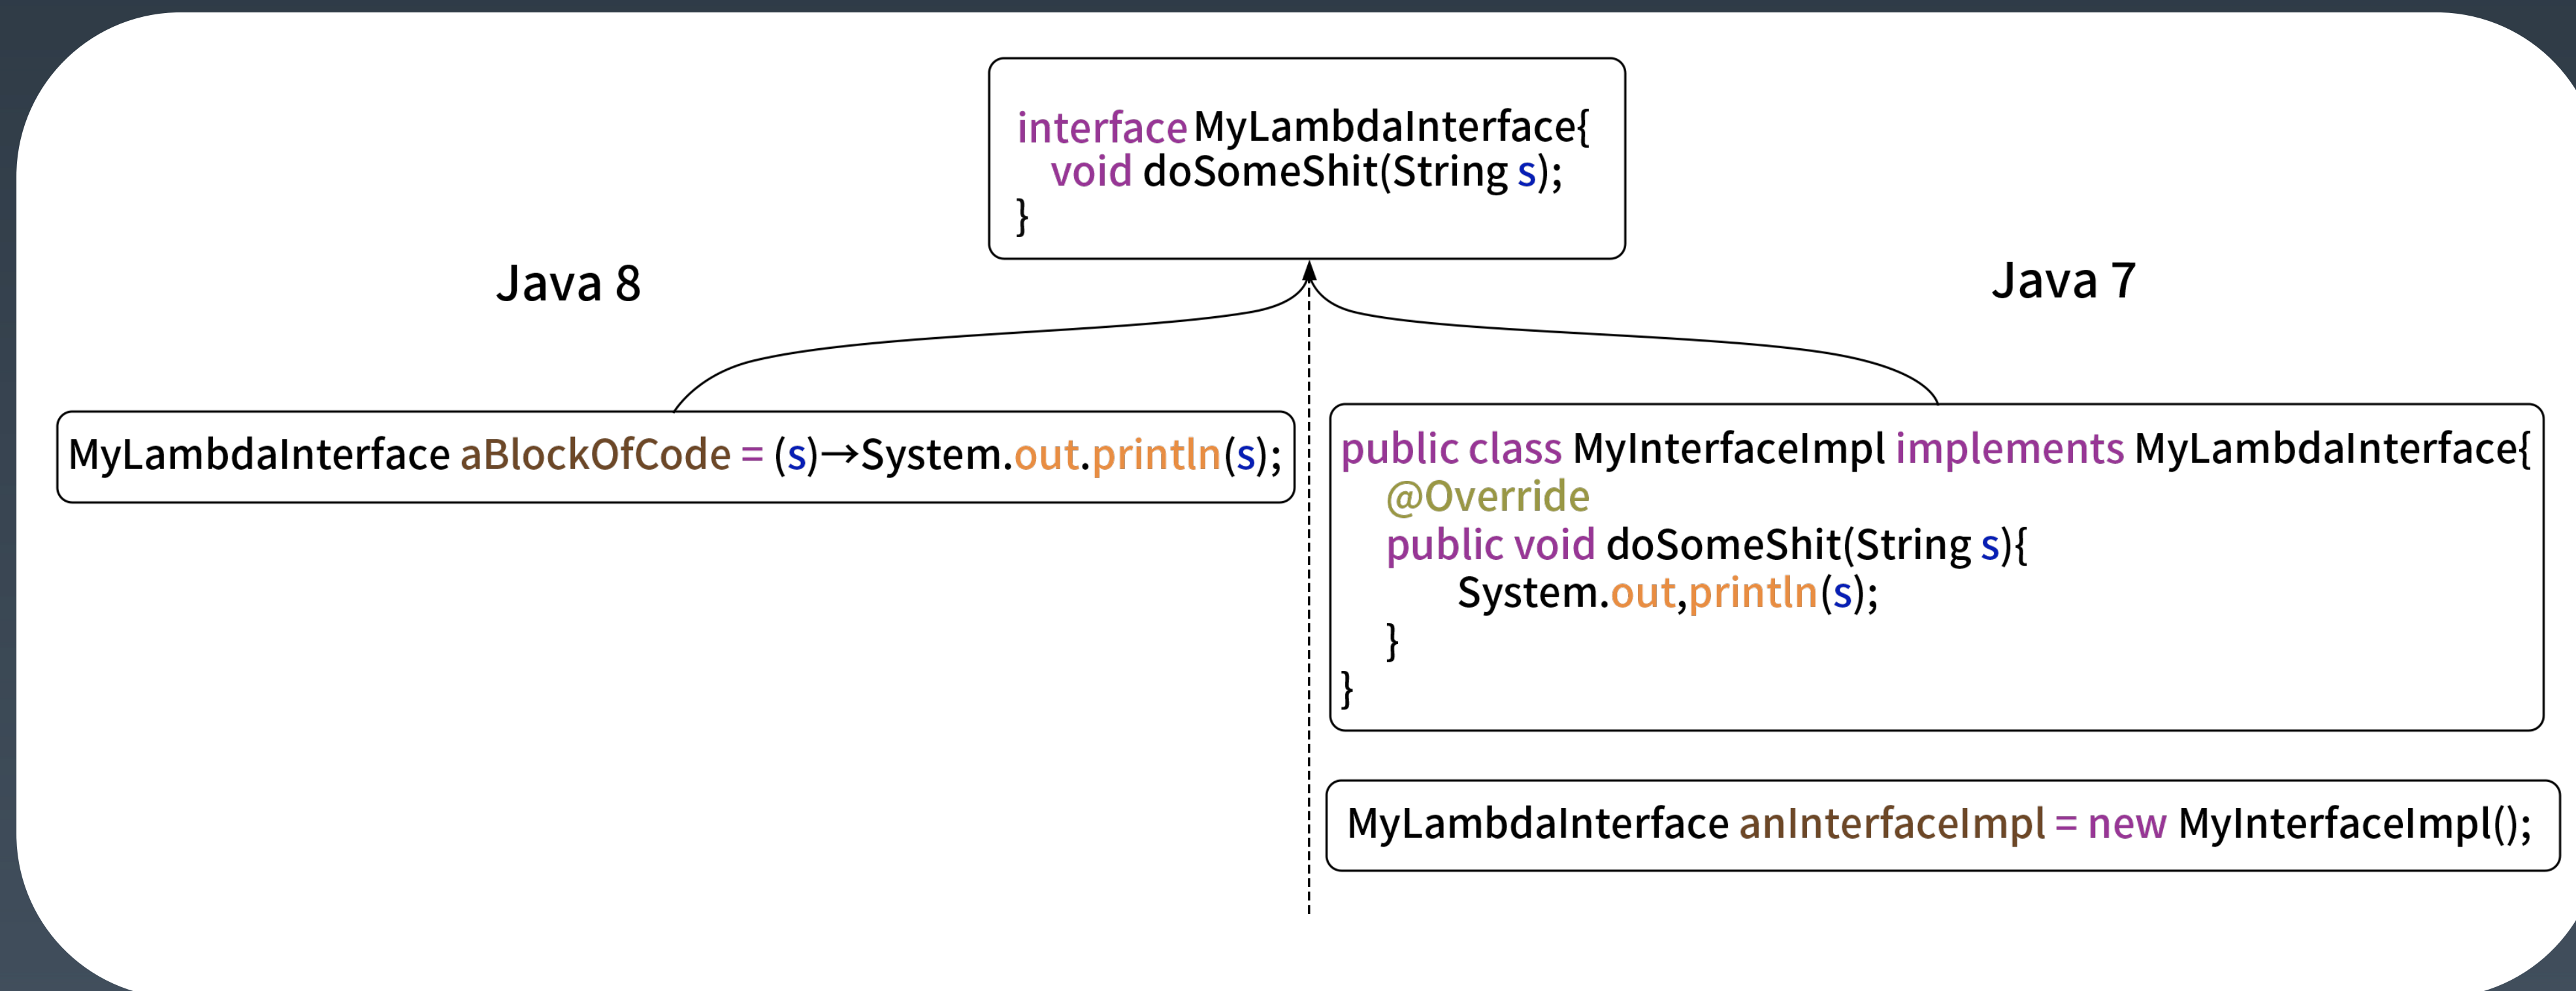 interface MyLambdaInterface{
void doSomeShit(String s);
}
Java 8
Java 7
MyLambdaInterface aBlockOfCode = (s)→System.out.println(s);
public class MyInterfaceImpl implements MyLambdaInterface{
@Override
public void doSomeShit(String s){
System.out,println(s);
}
}
MyLambdaInterface anInterfaceImpl = new MyInterfaceImpl();